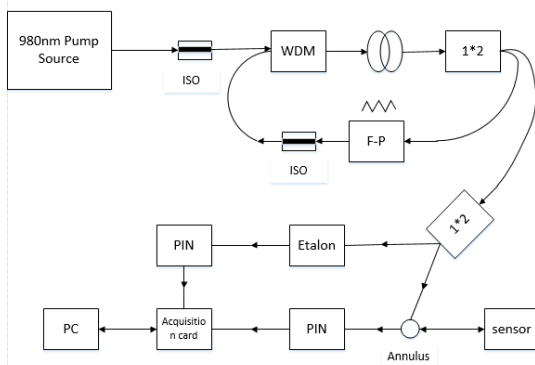 980nm Pump
Source
ISO
WDM
1*2
F-P
ISO
1*2
PIN
Etalon
PC
Acquisitio
n card
PIN
Annulus
sensor